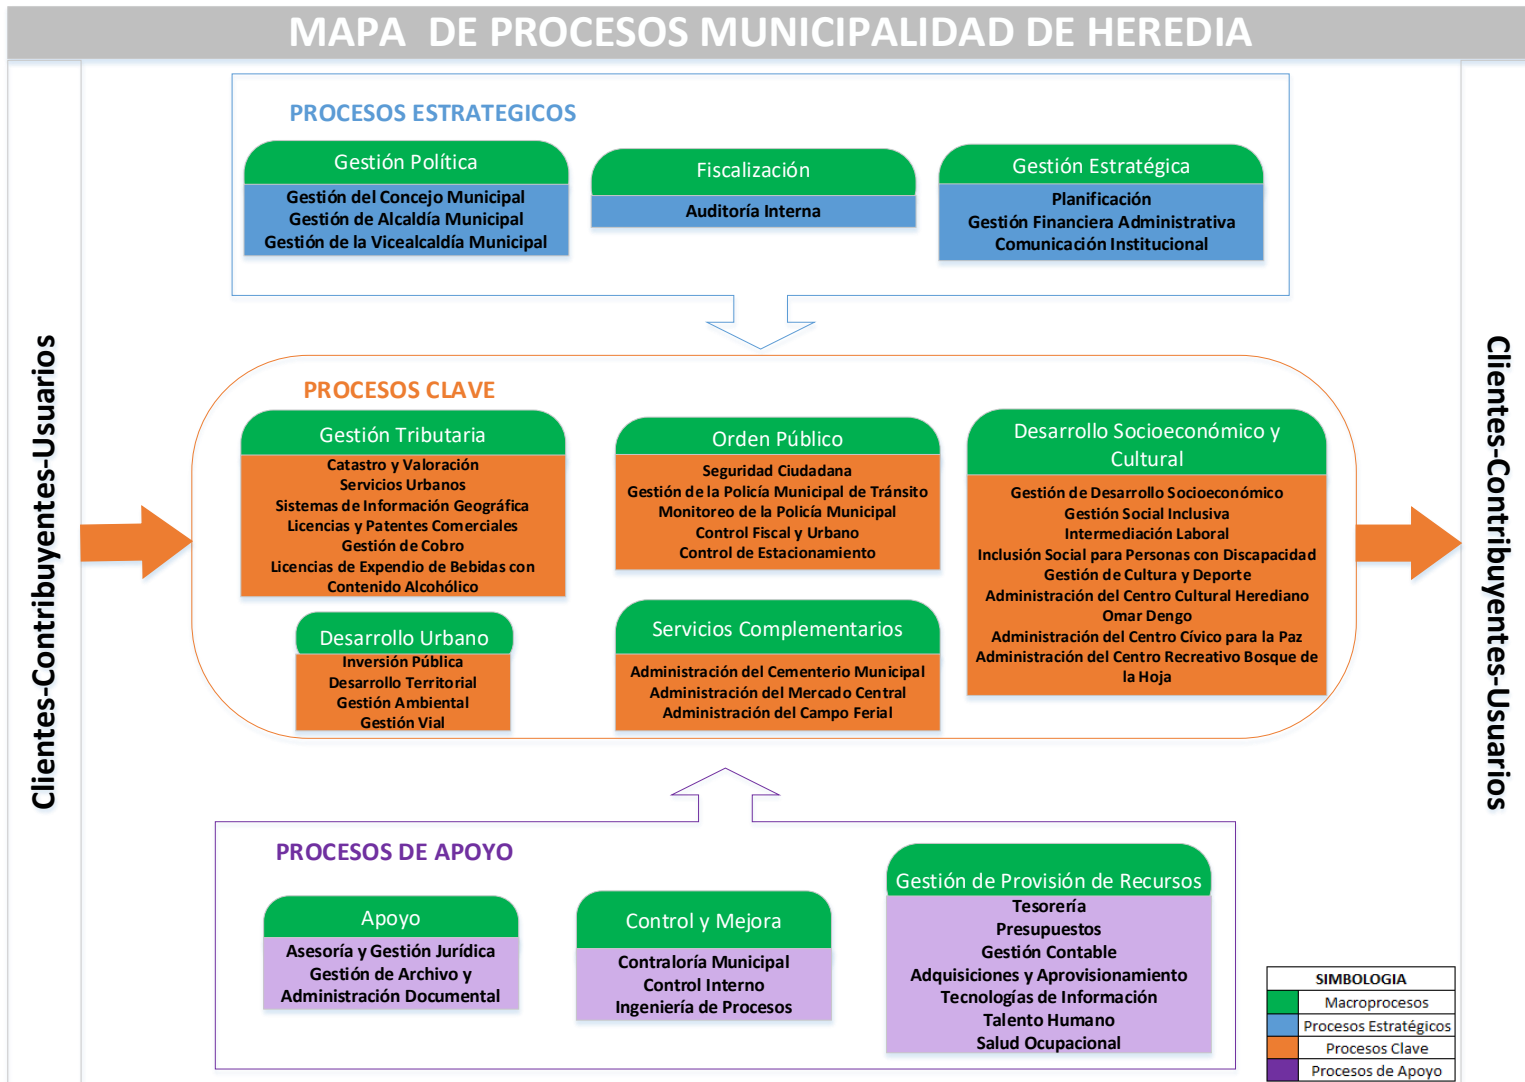 MAPA DE PROCESOS MUNICIPALIDAD DE HEREDIA
Clientes-Contribuyentes-Usuarios
PROCESOS ESTRATEGICOS
Gestión Política
Gestión del Concejo Municipal
Gestión de Alcaldía Municipal
Gestión de la Vicealcaldía Municipal
Fiscalización
Auditoría Interna
Gestión Estratégica
Planificación
Gestión Financiera Administrativa
Comunicación Institucional
PROCESOS CLAVE
Gestión Tributaria
Catastro y Valoración
Servicios Urbanos
Sistemas de Información Geográfica
Licencias y Patentes Comerciales
Gestión de Cobro
Licencias de Expendio de Bebidas con
Contenido Alcohólico
Orden Público
Seguridad Ciudadana
Gestión de la Policía Municipal de Tránsito
Monitoreo de la Policía Municipal
Control Fiscal y Urbano
Control de Estacionamiento
Desarrollo Socioeconómico y
Cultural
Gestión de Desarrollo Socioeconómico
Gestión Social Inclusiva
Intermediación Laboral
Inclusión Social para Personas con Discapacidad
Gestión de Cultura y Deporte
Administración del Centro Cultural Herediano
Omar Dengo
Administración del Centro Cívico para la Paz
Administración del Centro Recreativo Bosque de
la Hoja
Desarrollo Urbano
Inversión Pública
Desarrollo Territorial
Gestión Ambiental
Gestión Vial
Servicios Complementarios
Administración del Cementerio Municipal
Administración del Mercado Central
Administración del Campo Ferial
PROCESOS DE APOYO
Apoyo
Asesoría y Gestión Jurídica
Gestión de Archivo y
Administración Documental
Control y Mejora
Contraloría Municipal
Control Interno
Ingeniería de Procesos
Gestión de Provisión de Recursos
Tesorería
Presupuestos
Gestión Contable
Adquisiciones y Aprovisionamiento
Tecnologías de Información
Talento Humano
Salud Ocupacional
Clientes-Contribuyentes-Usuarios
SIMBOLOGIA
Macroprocesos
Procesos Estratégicos
Procesos Clave
Procesos de Apoyo